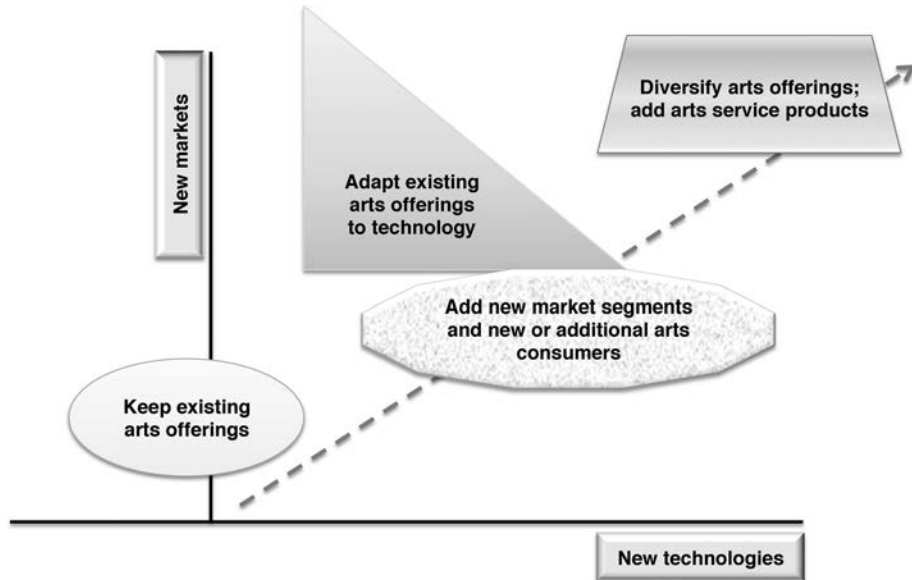 New markets
Diversify arts offerings;
add arts service products
Adapt existing
arts offerings
to technology
Add new market segments
and new or additional arts
consumers
Keep existing
arts offerings
New technologies